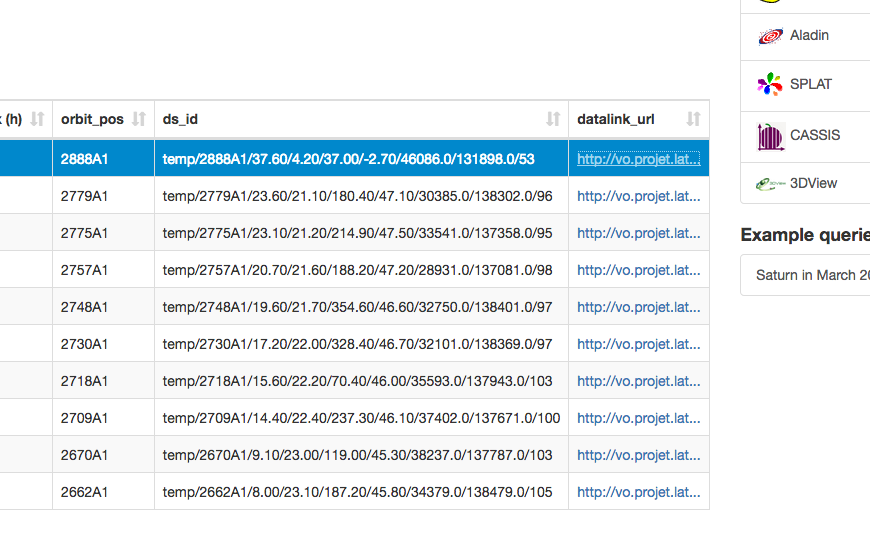 Aladin
SPLAT
(h) orbit_pos ds_id datalink_url
CASSIS
2888A1 temp/2888A1/37.60/4.20/37.00/-2.70/46086.0/131898.0/53 http://vo.projet.lat...
3DView
2779A1 temp/2779A1/23.60/21.10/180.40/47.10/30385.0/138302.0/96 http://vo.projet.lat...
2775A1 temp/2775A1/23.10/21.20/214.90/47.50/33541.0/137358.0/95 http://vo.projet.lat...
Example querie
2757A1 temp/2757A1/20.70/21.60/188.20/47.20/28931.0/137081.0/98 http://vo.projet.lat...
Saturn in March 20
2748A1 temp/2748A1/19.60/21.70/354.60/46.60/32750.0/138401.0/97 http://vo.projet.lat...
2730A1 temp/2730A1/17.20/22.00/328.40/46.70/32101.0/138369.0/97 http://vo.projet.lat...
2718A1 temp/2718A1/15.60/22.20/70.40/46.00/35593.0/137943.0/103 http://vo.projet.lat...
2709A1 temp/2709A1/14.40/22.40/237.30/46.10/37402.0/137671.0/100 http://vo.projet.lat...
2670A1 temp/2670A1/9.10/23.00/119.00/45.30/38237.0/137787.0/103 http://vo.projet.lat...
2662A1 temp/2662A1/8.00/23.10/187.20/45.80/34379.0/138479.0/105 http://vo.projet.lat...